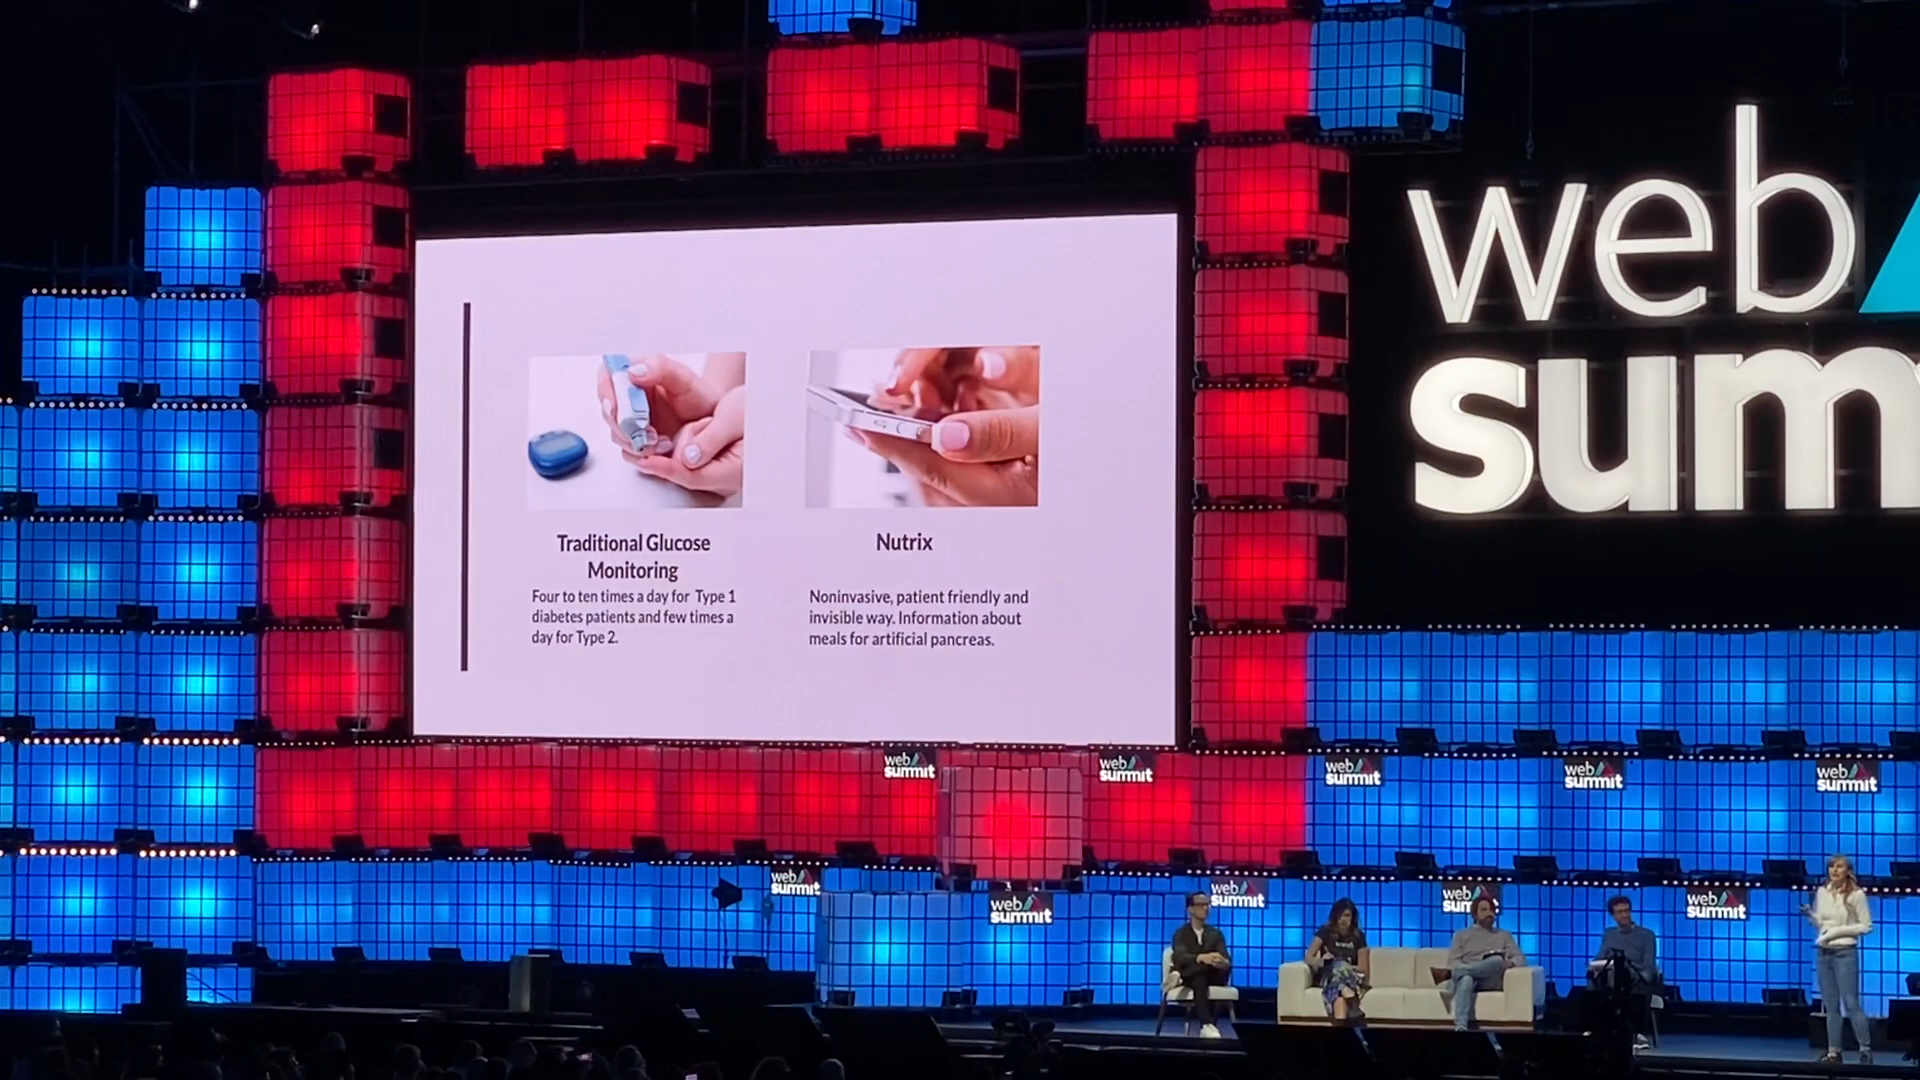 web
summ
Traditional Glucose
Monitoring
Four to ten times a day for Type 1
diabetes patients and few times a
day for Type 2.
Nutrix
Noninvasive, patient friendly and
invisible way. Information about
meals for artificial pancreas.
web
summit
web
summit
web
summit
web
summit
web
summit
web
summit
web
summit
web
summit
web
sum
web
summit